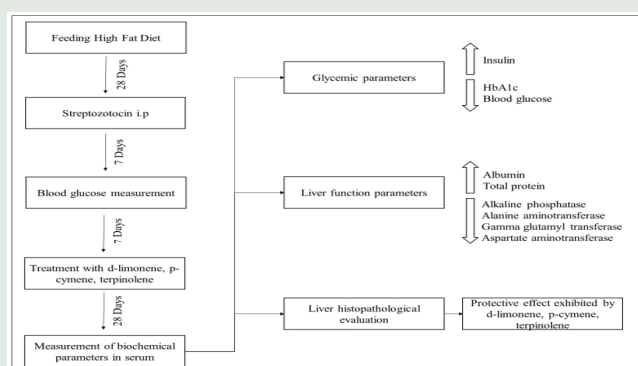 Feeding High Fat Diet
28 Days
Streptozotocin i.p
7 Days
Blood glucose measurement
7 Days
Treatment with d-limonene, p-
cymene, terpinolene
28 Days
Measurement of biochemical
parameters in serum
Glycemic parameters
Insulin
HbA1c
Blood glucose
Liver function parameters
Albumin
Total protein
Alkaline phosphatase
Alanine aminotransferase
Gamma glutamyl transferase
Aspartate aminotransferase
Liver histopathological
evaluation
Protective effect exhibited by
d-limonene, p-cymene,
terpinolene